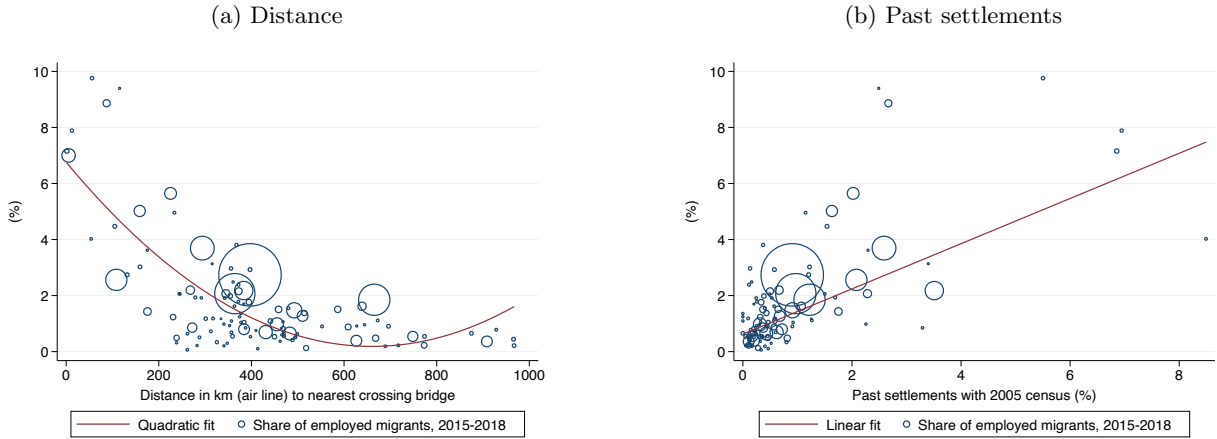 (a) Distance
(b) Past settlements
10
8
6
4
2
0
(%)
0 200 400 600 800 1000
Distance in km (air line) to nearest crossing bridge
Quadratic fit Share of employed migrants, 2015-2018
10
8
6
4
2
0
(%)
0 2 4 6 8
Past settlements with 2005 census (%)
Linear fit Share of employed migrants, 2015-2018